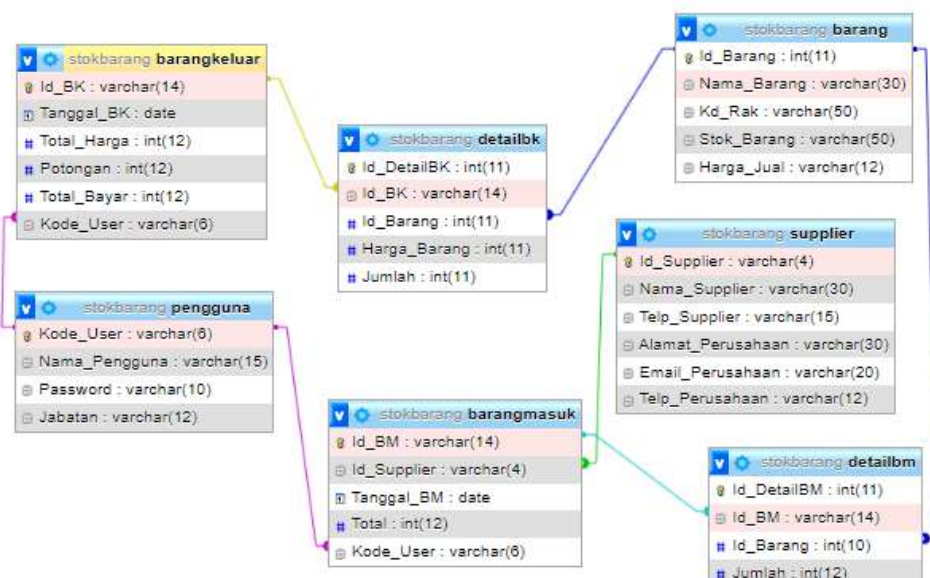 stokbarang barangkeluar
Id_BK : varchar(14)
Tanggal_BK : date
Total_Harga : int(12)
Potongan : int(12)
Total_Bayar : int(12)
Kode_User : varchar(6)
stokbarang pengguna
Kode_User : varchar(6)
Nama_Pengguna : varchar(15)
Password : varchar(10)
Jabatan : varchar(12)
stokbarang detailbk
Id_DetailBK : int(11)
Id_BK : varchar(14)
Id_Barang : int(11)
Harga_Barang : int(11)
Jumlah : int(11)
stokbarang barangmasuk
Id_BM : varchar(14)
Id_Supplier : varchar(4)
Tanggal_BM : date
Total : int(12)
Kode_User : varchar(6)
stokbarang barang
Id_Barang : int(11)
Nama_Barang : varchar(30)
Kd_Rak : varchar(50)
Stok_Barang : varchar(50)
Harga_Jual : varchar(12)
stokbarang supplier
Id_Supplier : varchar(4)
Nama_Supplier : varchar(30)
Telp_Supplier : varchar(15)
Alamat_Perusahaan : varchar(30)
Email_Perusahaan : varchar(20)
Telp_Perusahaan : varchar(12)
stokbarang detailbm
Id_DetailBM : int(11)
Id_BM : varchar(14)
Id_Barang : int(10)
Jumlah : int(12)